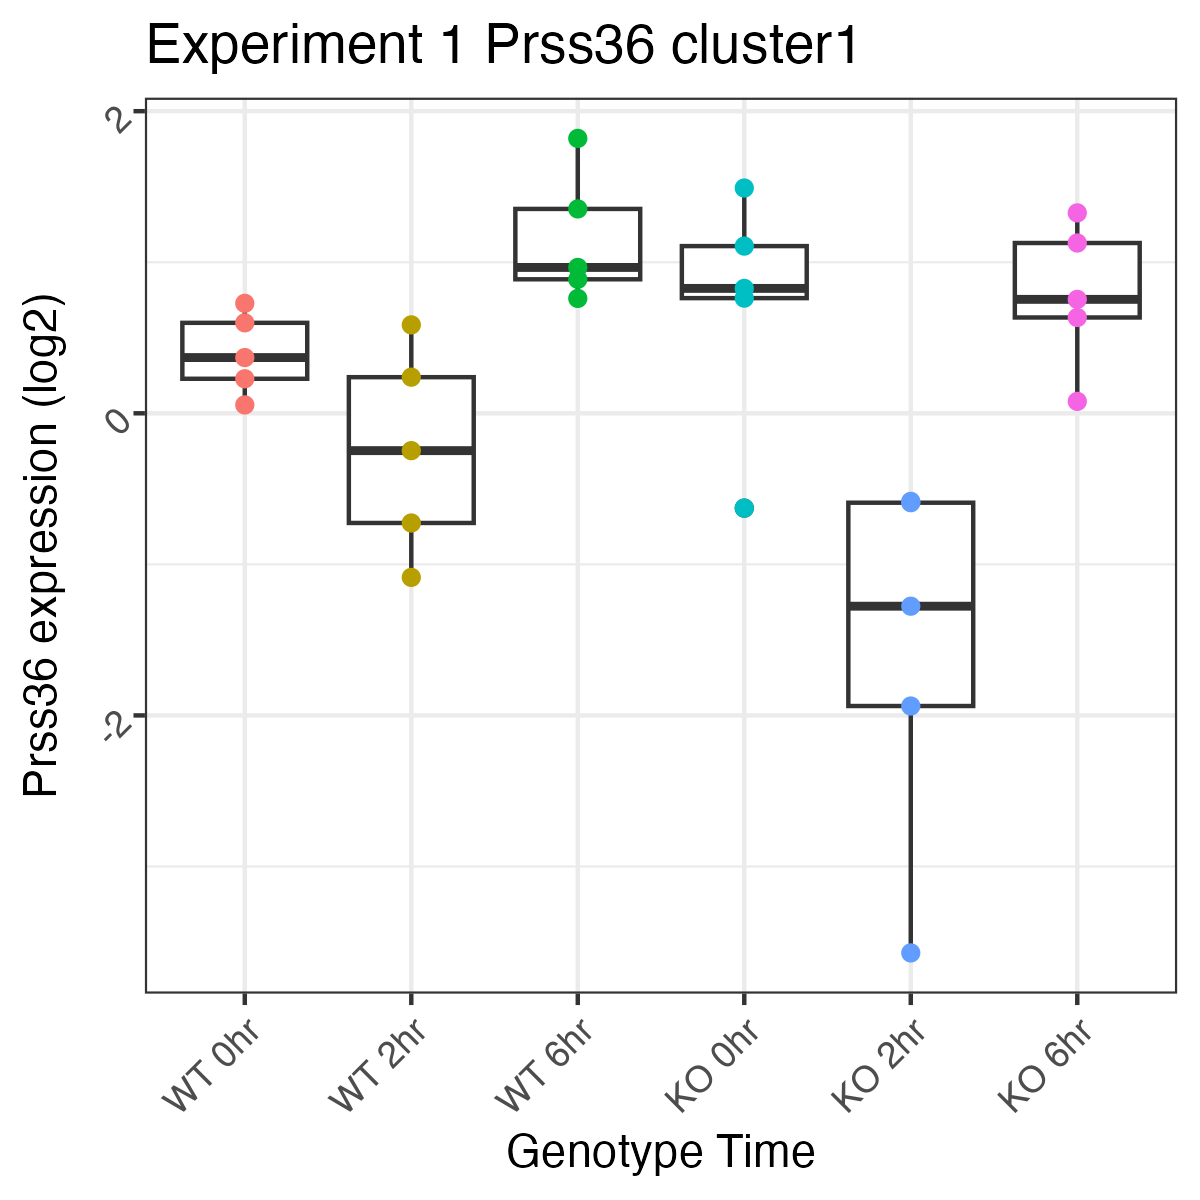 Experiment 1 Prss36 cluster1
Prss36 expression (log2)
2
0
-2
WT 0hr
WT 2hr
WT 6hr
KO 0hr
KO 2hr
KO 6hr
Genotype Time